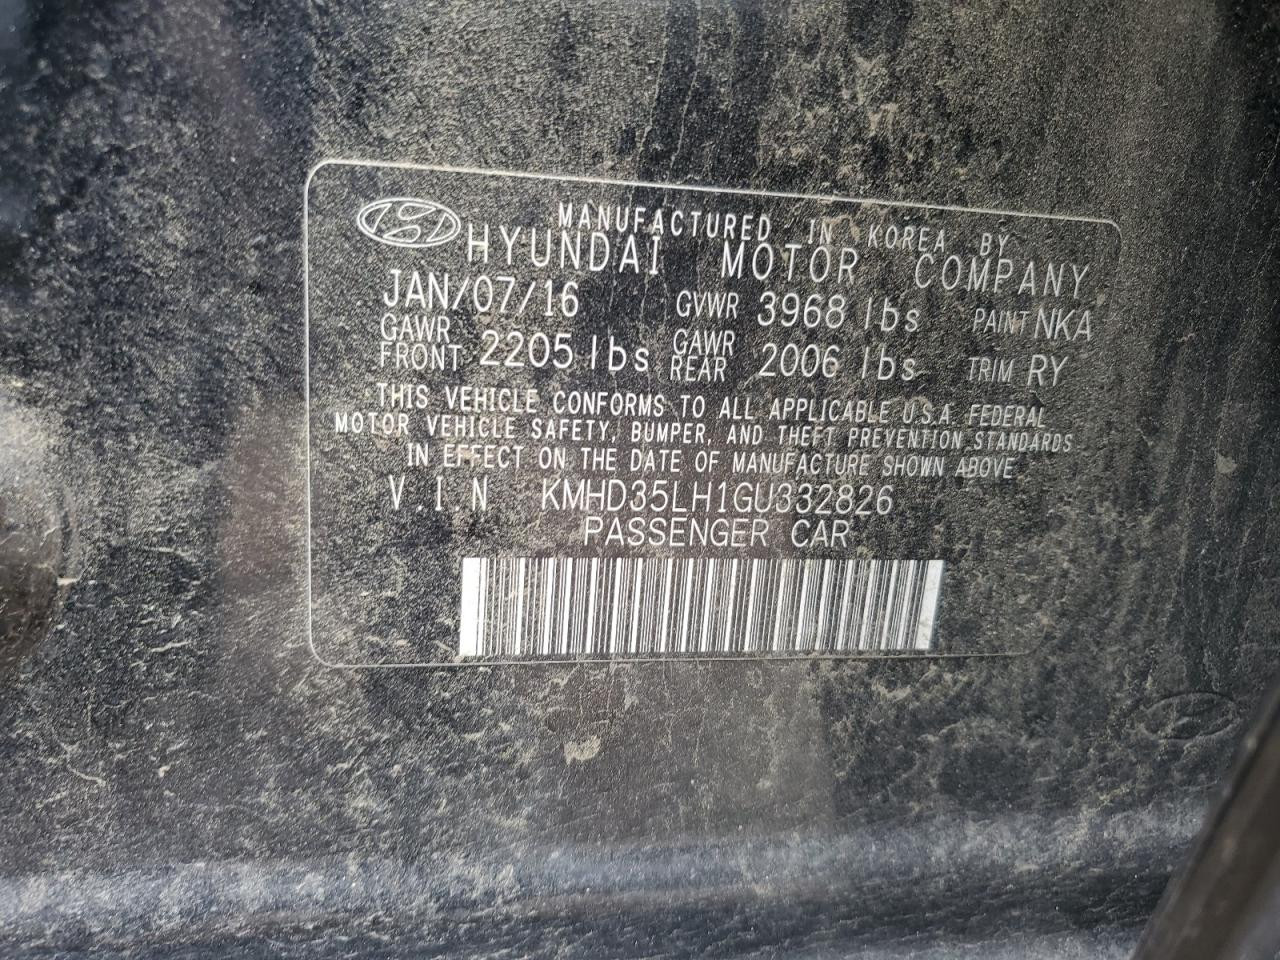 MANUFACTURED IN KOREA BY
HYUNDAI MOTOR COMPANY
JAN/07/16 GVWR 3968 lbs PAINT NKA
GAWR FRONT 2205 lbs GAWR REAR 2006 lbs TRIM RY
THIS VEHICLE CONFORMS TO ALL APPLICABLE U.S.A. FEDERAL
MOTOR VEHICLE SAFETY, BUMPER, AND THEFT PREVENTION STANDARDS
IN EFFECT ON THE DATE OF MANUFACTURE SHOWN ABOVE
V.I.N KMHD35LH1GU332826
PASSENGER CAR